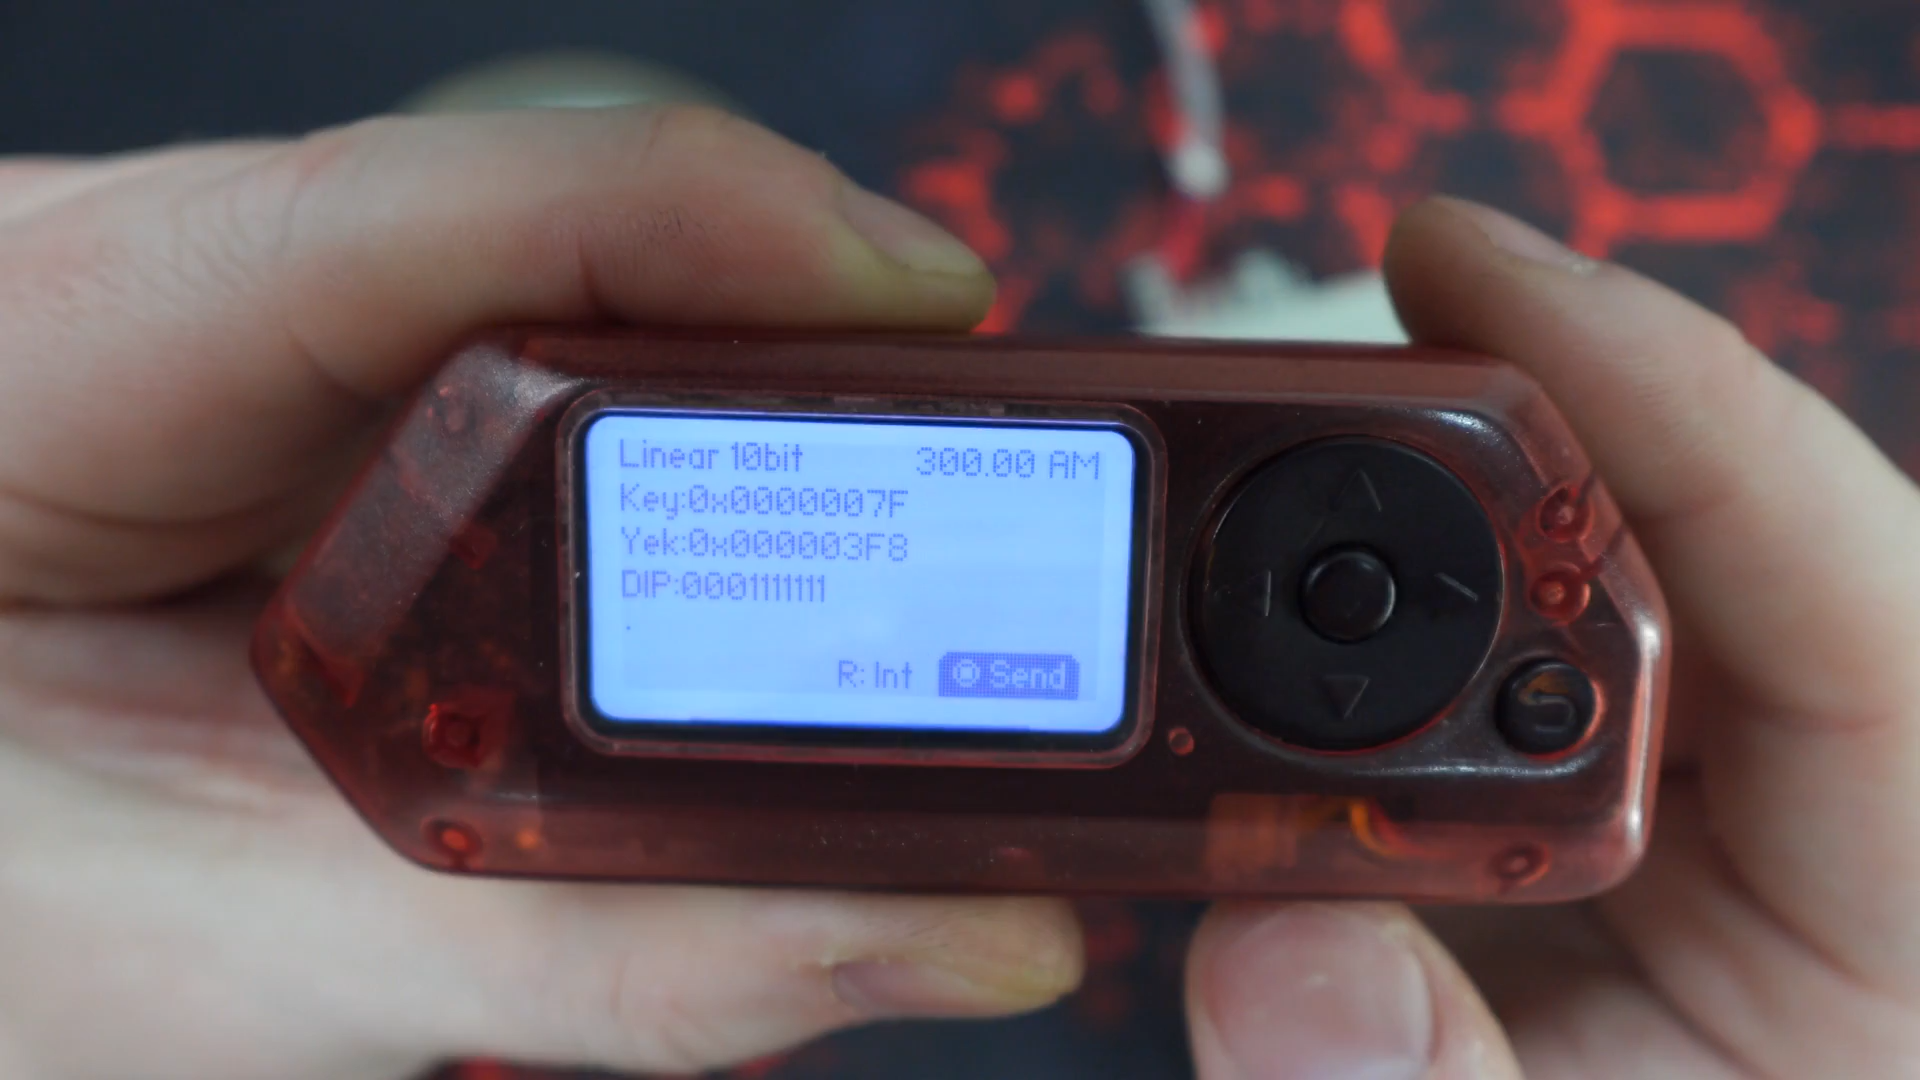 Linear 10bit 300.00 AM
Key:0x0000007F
Yek:0x000003F8
DIP:0001111111
R: Int Send